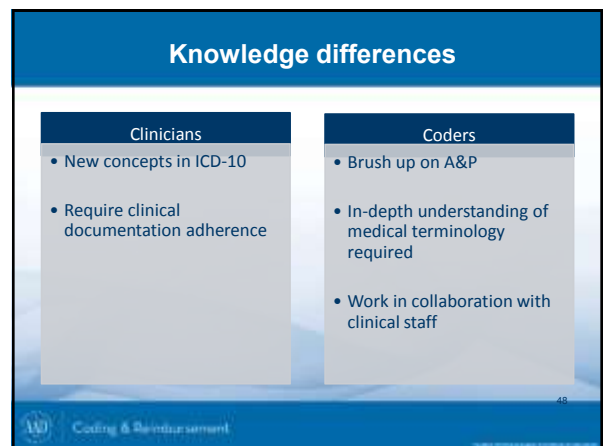 Knowledge differences
Clinicians
• New concepts in ICD-10
• Require clinical
documentation adherence
Coders
• Brush up on A&P
• In-depth understanding of
medical terminology
required
• Work in collaboration with
clinical staff
48
AAD Coding & Reimbursement